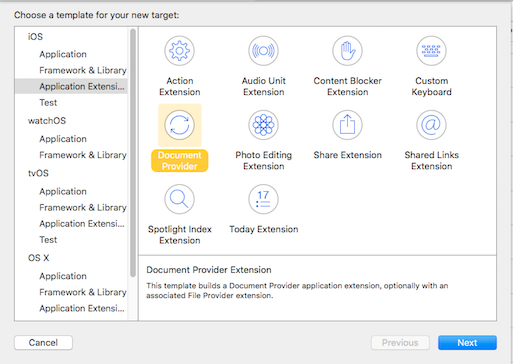 Choose a template for your new target:
iOS
Application
Framework & Library
Application Extensi...
Test
watchOS
Application
Framework & Library
tvOS
Application
Framework & Library
Application Extensi...
Test
OS X
Application
Framework & Library
Application Extensi...
Action
Extension
Audio Unit
Extension
Content Blocker
Extension
Custom
Keyboard
Document
Provider
Photo Editing
Extension
Share Extension
@
Shared Links
Extension
Spotlight Index
Extension
17
Today Extension
Document Provider Extension
This template builds a Document Provider application extension, optionally with an
associated File Provider extension.
Cancel
Previous
Next